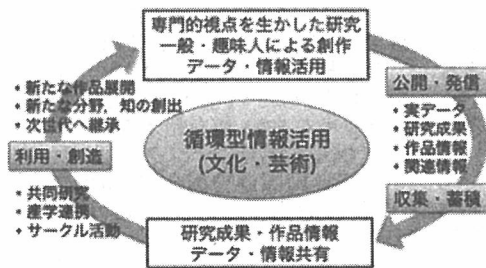 専門的視点を生かした研究
一般・趣味人による創作
データ・情報活用
・新たな作品展開
・新たな分野，知の創出
・次世代へ継承
利用・創造
・共同研究
・産学連携
・サークル活動
循環型情報活用
(文化・芸術)
公開・発信
・実データ
・研究成果
・作品情報
・関連情報
収集・蓄積
研究成果・作品情報
データ・情報共有